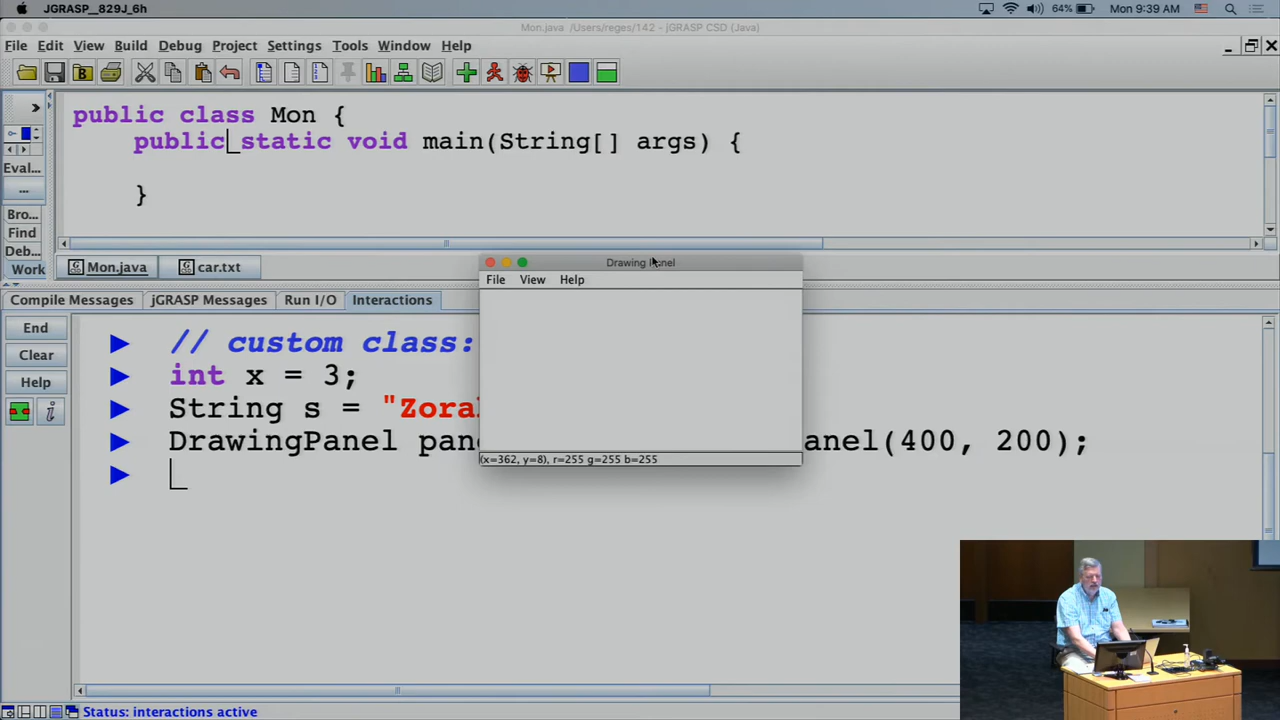 JGRASP__829J_6h
64%
Mon 9:39 AM
Mon.java /Users/reges/142 - jGRASP CSD (Java)
File Edit View Build Debug Project Settings Tools Window Help
public class Mon {
public static void main(String[] args) {
}
Eval...
...
Bro...
Find
Deb...
Work
Mon.java car.txt
Compile Messages jGRASP Messages Run I/O Interactions
End
Clear
Help
// custom class:
int x = 3;
String s = "Zora
DrawingPanel pan anel(400, 200);
Drawing Panel
File View Help
(x=362, y=8), r=255 g=255 b=255
Status: interactions active